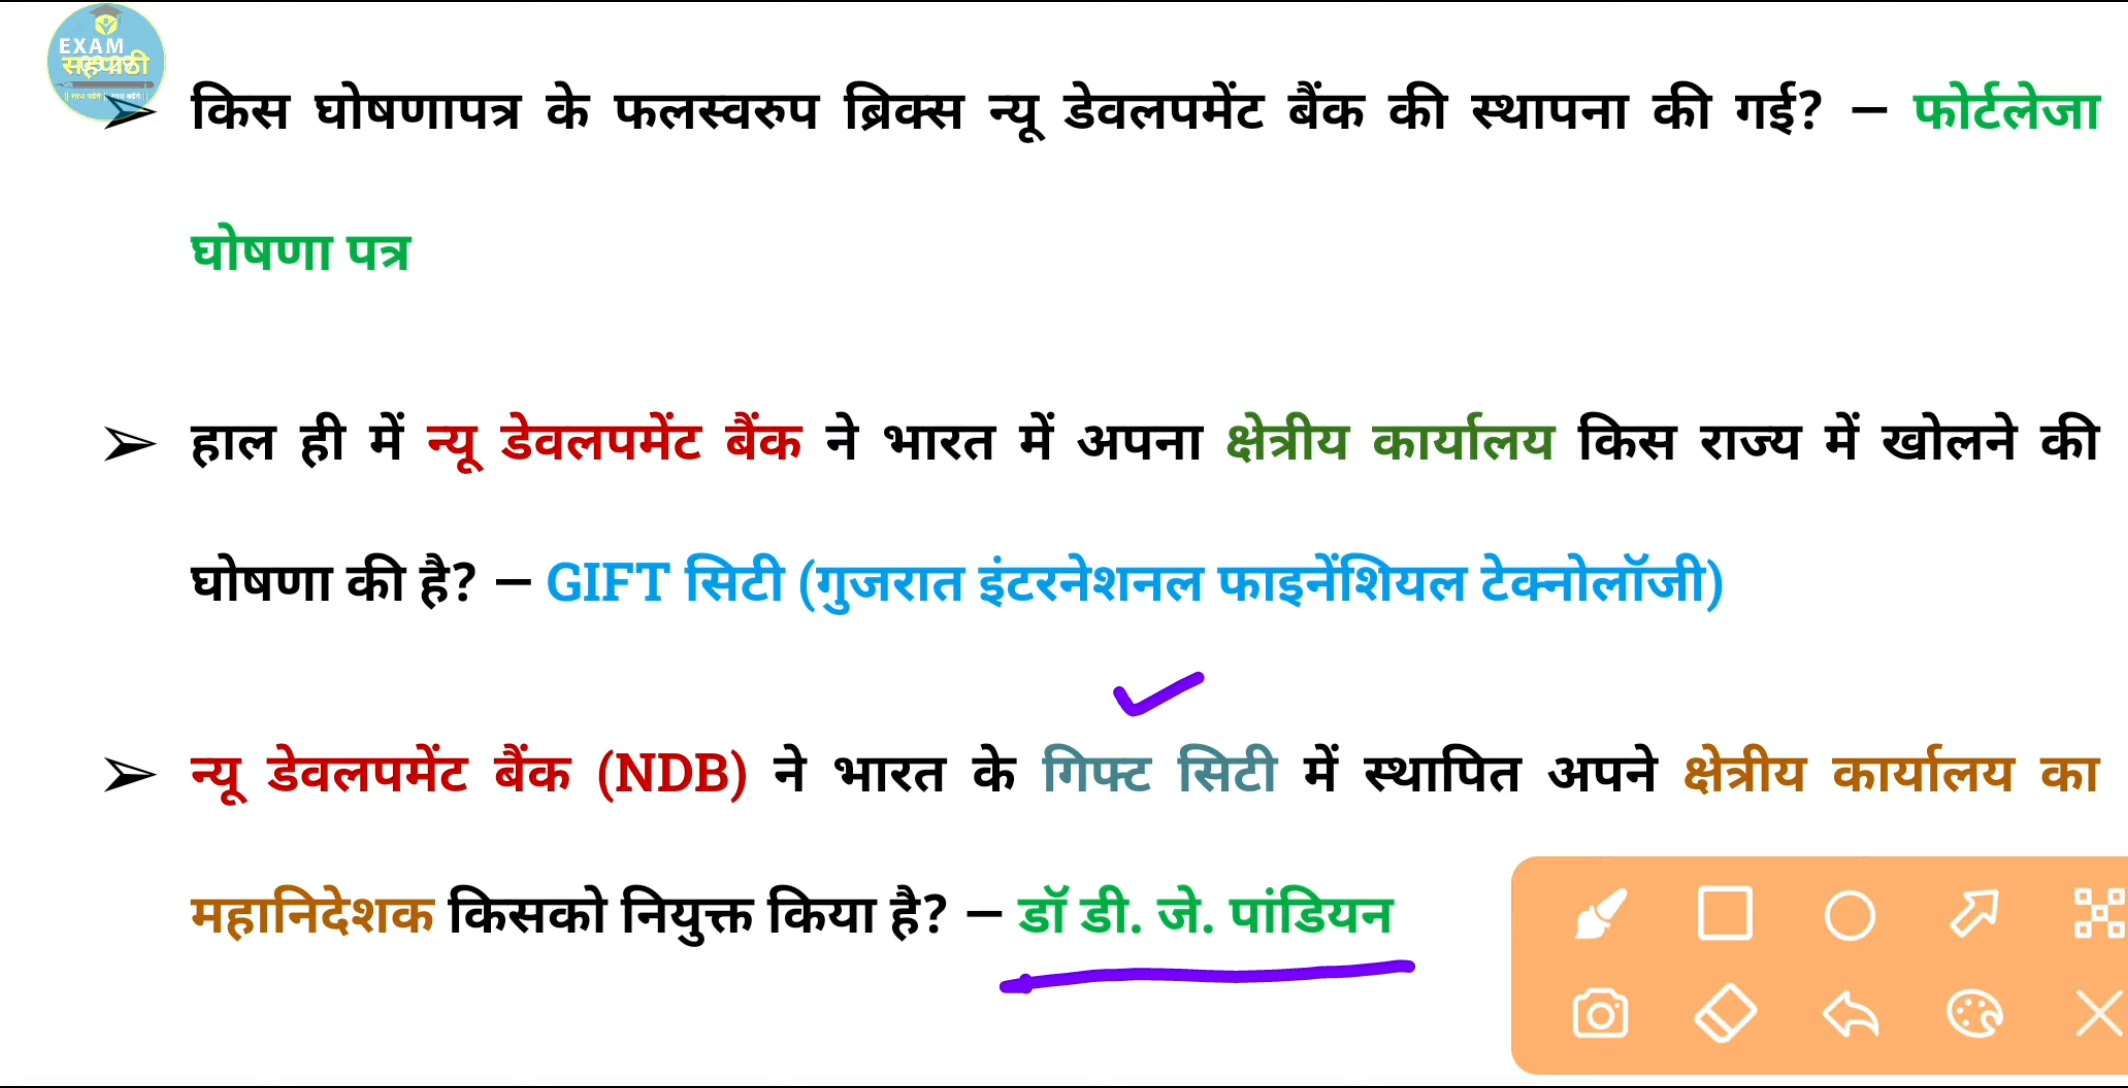 EXAM
सहपाठी
➢ किस घोषणापत्र के फलस्वरुप ब्रिक्स न्यू डेवलपमेंट बैंक की स्थापना की गई? – फोर्टलेजा
घोषणा पत्र
➢ हाल ही में न्यू डेवलपमेंट बैंक ने भारत में अपना क्षेत्रीय कार्यालय किस राज्य में खोलने की
घोषणा की है? – GIFT सिटी (गुजरात इंटरनेशनल फाइनेंशियल टेक्नोलॉजी)
➢ न्यू डेवलपमेंट बैंक (NDB) ने भारत के गिफ्ट सिटी में स्थापित अपने क्षेत्रीय कार्यालय का
महानिदेशक किसको नियुक्त किया है? – डॉ डी. जे. पांडियन